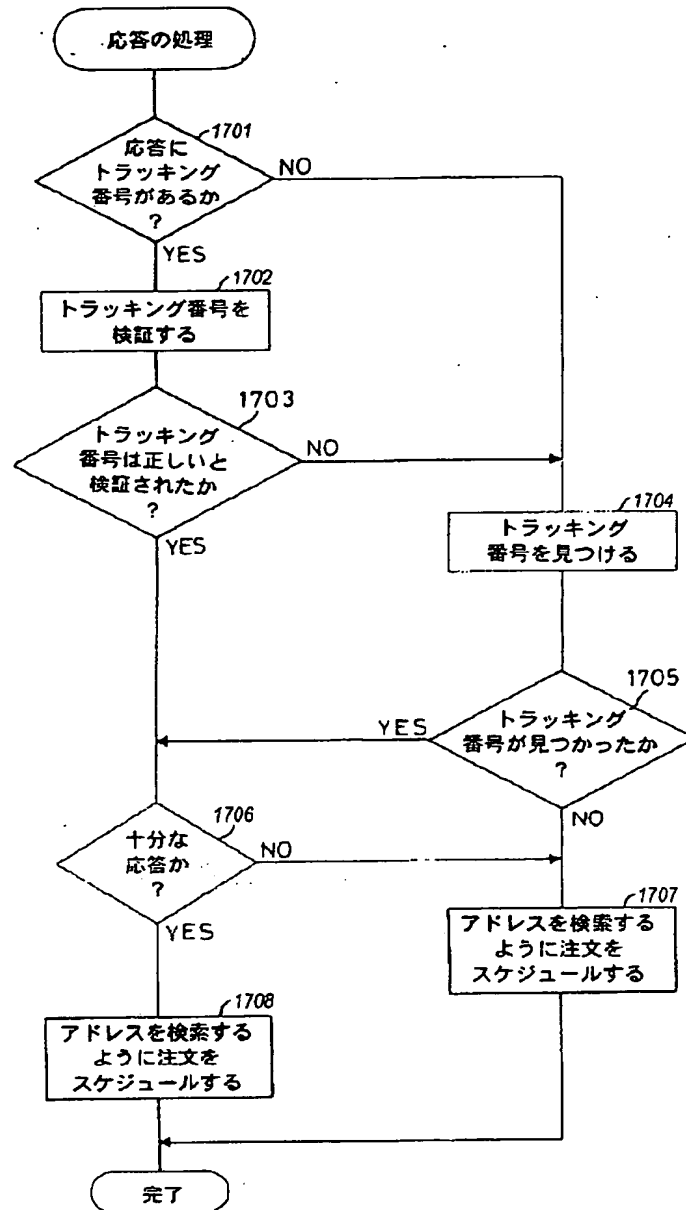 応答の処理
1701
応答に
トラッキング
番号があるか
?
NO
YES
1702
トラッキング番号を
検証する
1703
トラッキング
番号は正しいと
検証されたか
?
NO
YES
1704
トラッキング
番号を見つける
1705
トラッキング
番号が見つかったか
?
YES
NO
1706
十分な
応答か
?
NO
YES
1707
アドレスを検索する
ように注文を
スケジュールする
1708
アドレスを検索する
ように注文を
スケジュールする
完了